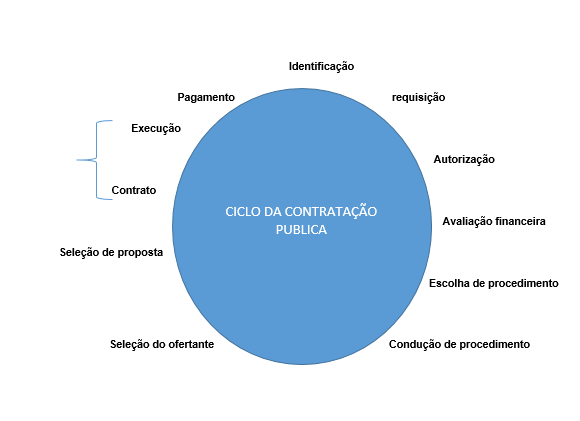 Identificação
Pagamento
requisição
Execução
Autorização
Contrato
CICLO DA CONTRATAÇÃO
PUBLICA
Avaliação financeira
Seleção de proposta
Escolha de procedimento
Seleção do ofertante
Condução de procedimento